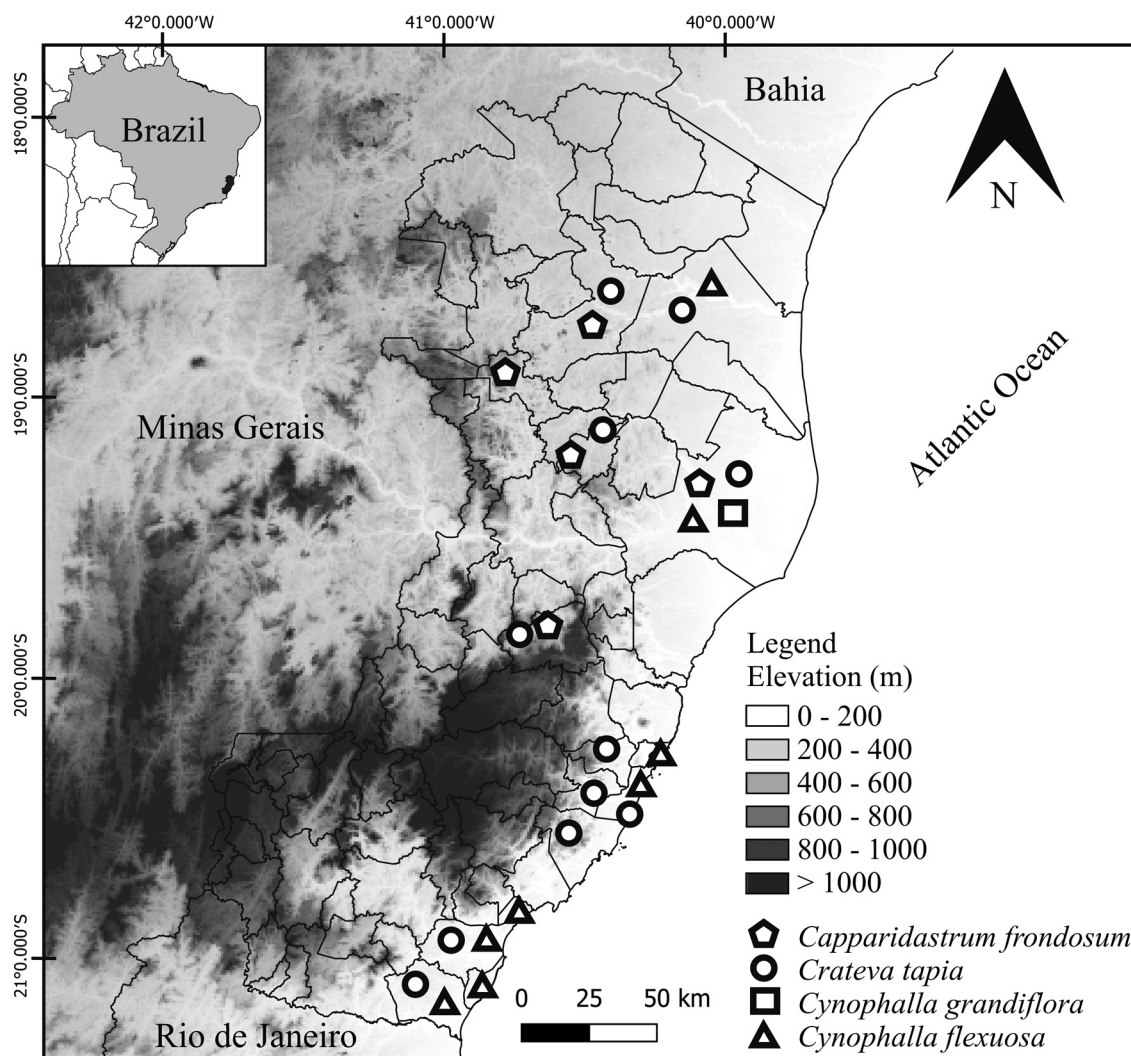 42°0.000'W 41°0.000'W 40°0.000'W
Brazil
Bahia
18°0.000'S
N
19°0.000'S
Minas Gerais
Atlantic Ocean
20°0.000'S
Legend
Elevation (m)
0 - 200
200 - 400
400 - 600
600 - 800
800 - 1000
> 1000
21°0.000'S
Capparidastrum frondosum
Crateva tapia
Cynophalla grandiflora
Cynophalla flexuosa
0 25 50 km
Rio de Janeiro